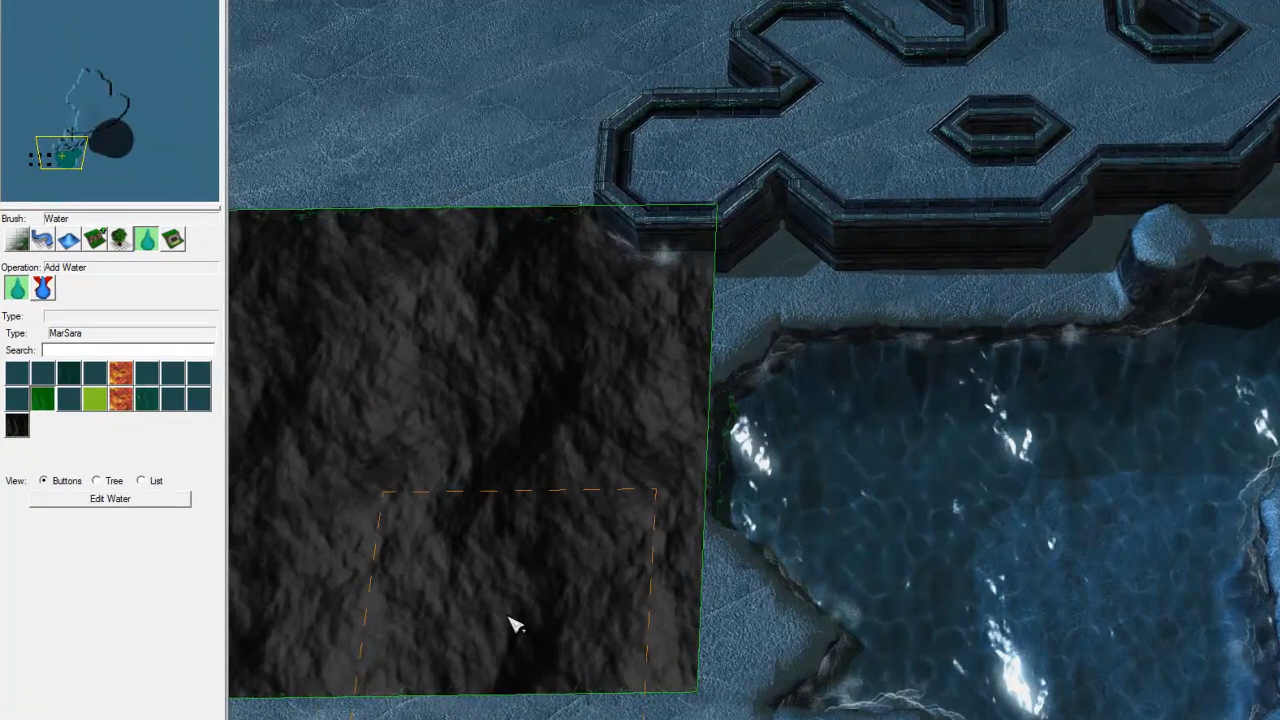 Brush: Water
Operation: Add Water
Type:
Type: MarSara
Search:
View: Buttons Tree List
Edit Water